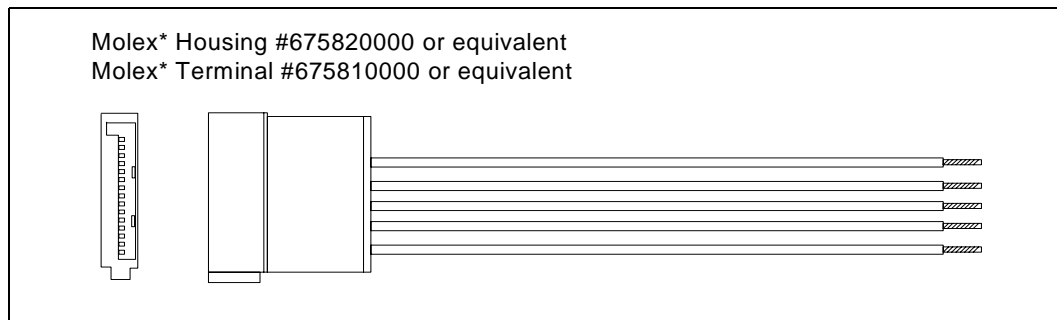 Molex* Housing #675820000 or equivalent
Molex* Terminal #675810000 or equivalent